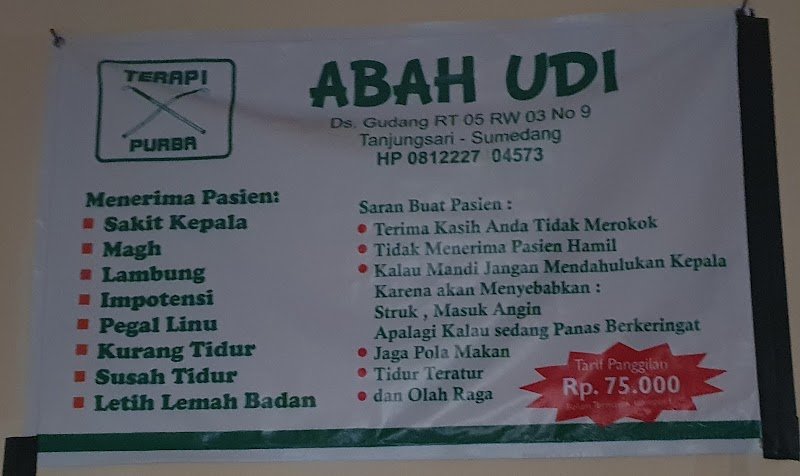 TERAPI
PURBA
ABAH UDI
Ds. Gudang RT 05 RW 03 No 9
Tanjungsari - Sumedang
HP 0812227 04573
Menerima Pasien:
Sakit Kepala
Magh
Lambung
Impotensi
Pegal Linu
Kurang Tidur
Susah Tidur
Letih Lemah Badan
Saran Buat Pasien :
Terima Kasih Anda Tidak Merokok
Tidak Menerima Pasien Hamil
Kalau Mandi Jangan Mendahulukan Kepala
Karena akan Menyebabkan :
Struk , Masuk Angin
Apalagi Kalau sedang Panas Berkeringat
Jaga Pola Makan
Tidur Teratur
dan Olah Raga
Tarif Panggilan
Rp. 75.000